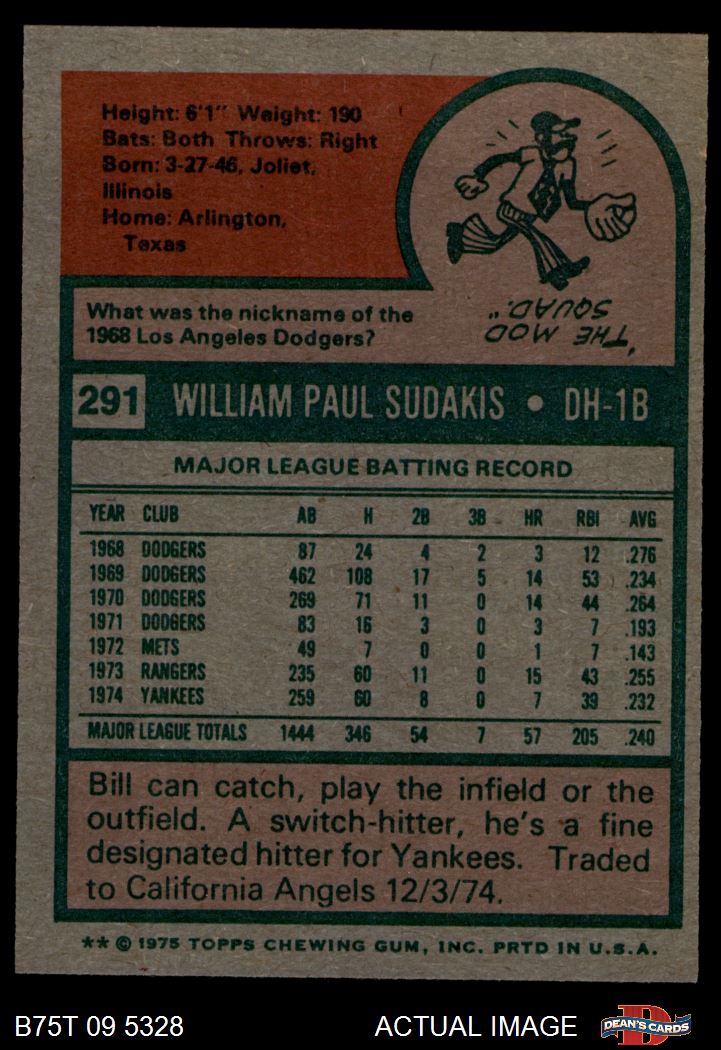 Height: 6'1" Weight: 190
Bats: Both Throws: Right
Born: 3-27-46, Joliet,
Illinois
Home: Arlington,
Texas
What was the nickname of the
1968 Los Angeles Dodgers?
"THE MOD
SQUAD."
291 WILLIAM PAUL SUDAKIS • DH-1B
MAJOR LEAGUE BATTING RECORD
YEAR CLUB AB H 2B 3B HR RBI AVG
1968 DODGERS 87 24 4 2 3 12 .276
1969 DODGERS 462 108 17 5 14 53 .234
1970 DODGERS 269 71 11 0 14 44 .264
1971 DODGERS 83 16 3 0 3 7 .193
1972 METS 49 7 0 0 1 7 .143
1973 RANGERS 235 60 11 0 15 43 .255
1974 YANKEES 259 60 8 0 7 39 .232
MAJOR LEAGUE TOTALS 1444 346 54 7 57 205 .240
Bill can catch, play the infield or the
outfield. A switch-hitter, he's a fine
designated hitter for Yankees. Traded
to California Angels 12/3/74.
** © 1975 TOPPS CHEWING GUM, INC. PRTD IN U.S.A.
B75T 09 5328 ACTUAL IMAGE DEAN'S CARDS